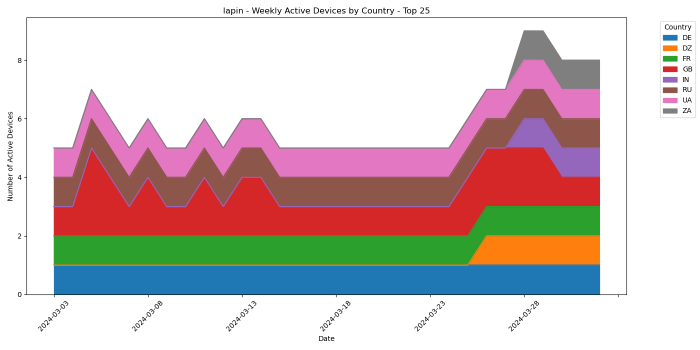 lapin - Weekly Active Devices by Country - Top 25
Number of Active Devices
8
6
4
2
0
2024-03-03
2024-03-08
2024-03-13
2024-03-18
2024-03-23
2024-03-28
Date
Country
DE
DZ
FR
GB
IN
RU
UA
ZA